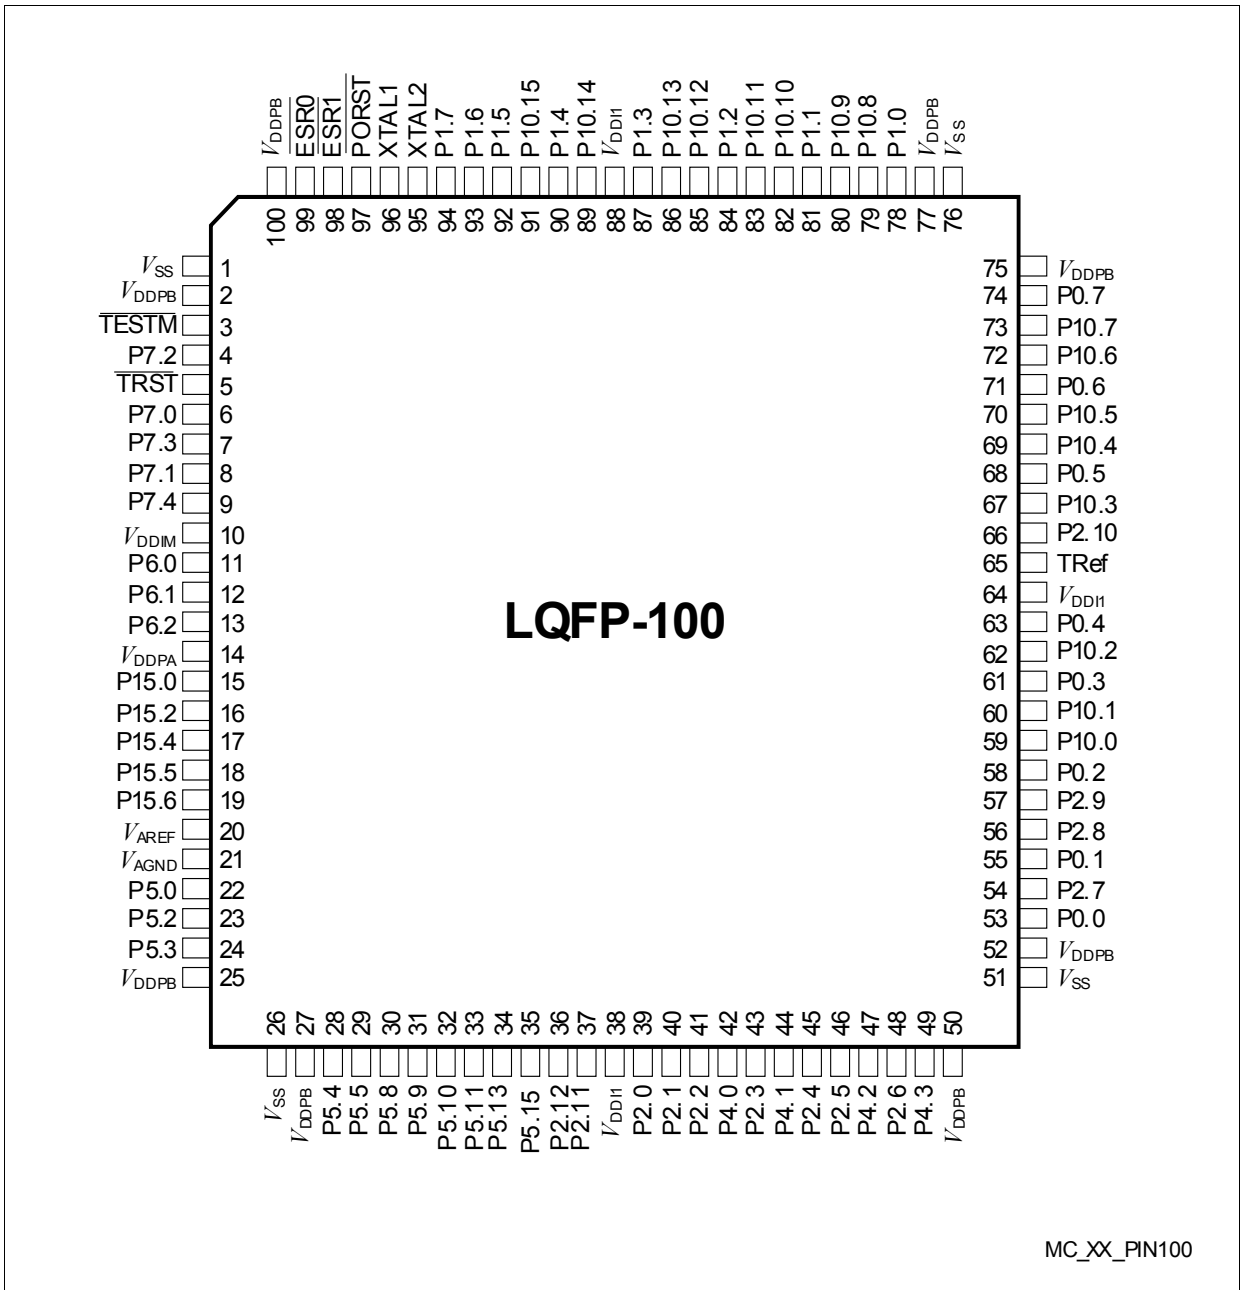 VDDPB
ESR0
ESR1
PORST
XTAL1
XTAL2
P1.7
P1.6
P1.5
P10.15
P1.4
P10.14
VDDI1
P1.3
P10.13
P10.12
P1.2
P10.11
P10.10
P1.1
P10.9
P10.8
P1.0
VDDPB
VSS
100 99 98 97 96 95 94 93 92 91 90 89 88 87 86 85 84 83 82 81 80 79 78 77 76
VSS 1
VDDPB 2
TESTM 3
P7.2 4
TRST 5
P7.0 6
P7.3 7
P7.1 8
P7.4 9
VDDIM 10
P6.0 11
P6.1 12
P6.2 13
VDDPA 14
P15.0 15
P15.2 16
P15.4 17
P15.5 18
P15.6 19
VAREF 20
VAGND 21
P5.0 22
P5.2 23
P5.3 24
VDDPB 25
LQFP-100
75 VDDPB
74 P0.7
73 P10.7
72 P10.6
71 P0.6
70 P10.5
69 P10.4
68 P0.5
67 P10.3
66 P2.10
65 TRef
64 VDDI1
63 P0.4
62 P10.2
61 P0.3
60 P10.1
59 P10.0
58 P0.2
57 P2.9
56 P2.8
55 P0.1
54 P2.7
53 P0.0
52 VDDPB
51 VSS
26 27 28 29 30 31 32 33 34 35 36 37 38 39 40 41 42 43 44 45 46 47 48 49 50
VSS
VDDPB
P5.4
P5.5
P5.8
P5.9
P5.10
P5.11
P5.13
P5.15
P2.12
P2.11
VDDI1
P2.0
P2.1
P2.2
P4.0
P2.3
P4.1
P2.4
P2.5
P4.2
P2.6
P4.3
VDDPB
MC_XX_PIN100